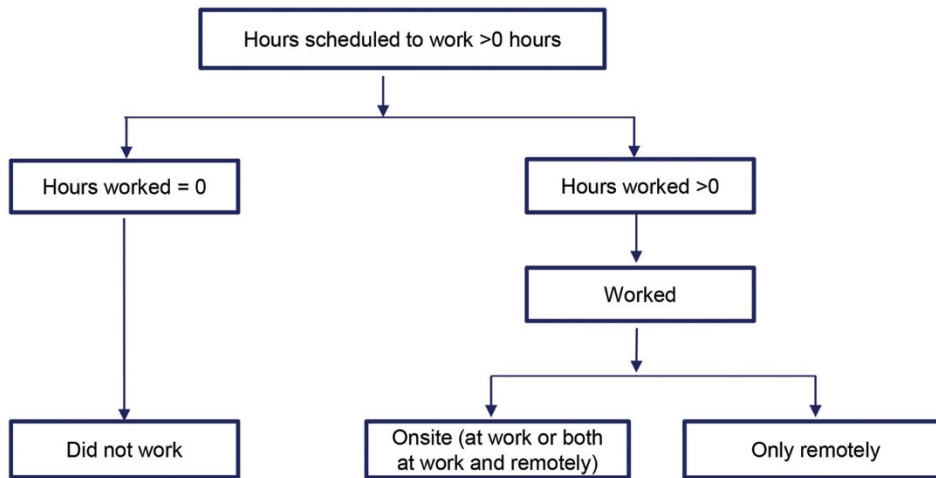 Hours scheduled to work >0 hours
Hours worked = 0
Hours worked >0
Worked
Did not work
Onsite (at work or both
at work and remotely)
Only remotely